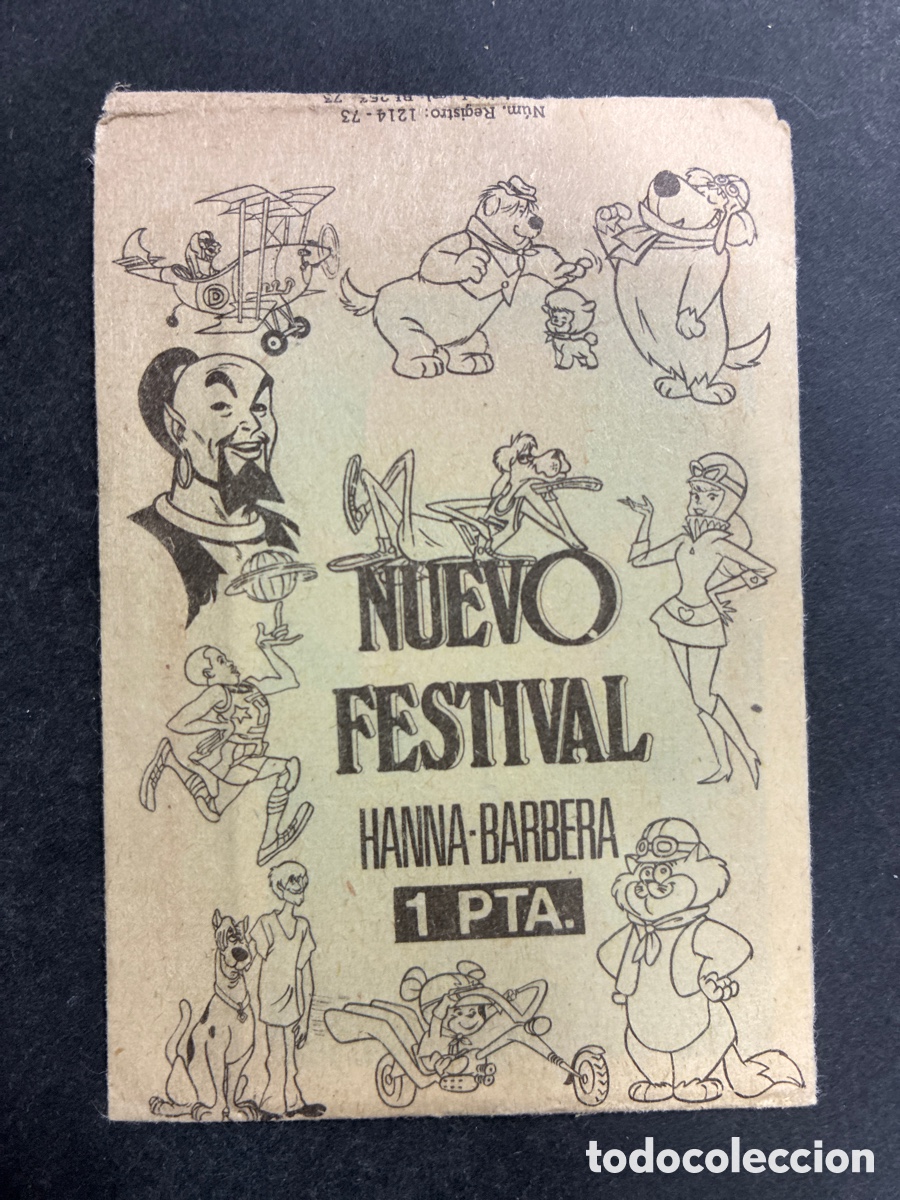 Núm. Registro: 1214 - 73
D
NUEVO
FESTIVAL
HANNA-BARBERA
1 PTA.
todocoleccion